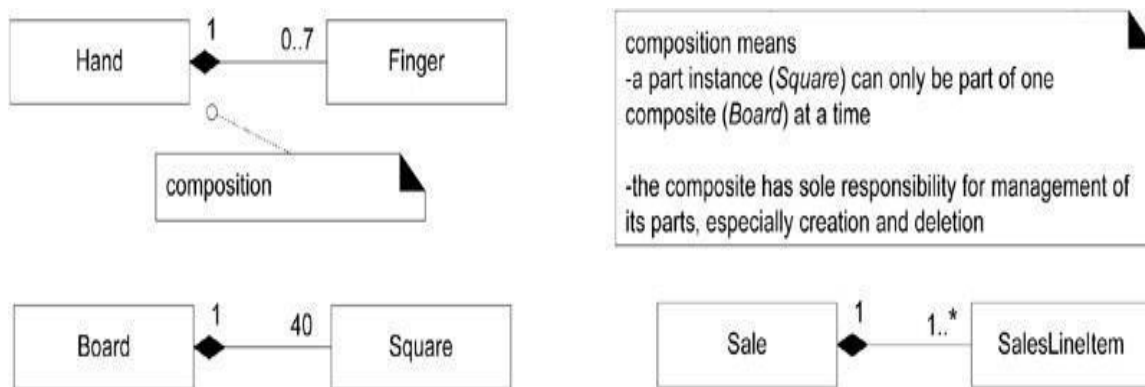 1
0..7
Hand
Finger
composition
composition means
-a part instance (Square) can only be part of one
composite (Board) at a time
-the composite has sole responsibility for management of
its parts, especially creation and deletion
1
40
Board
Square
1
1..*
Sale
SalesLineItem